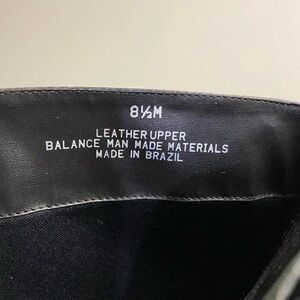 8½M
LEATHER UPPER
BALANCE MAN MADE MATERIALS
MADE IN BRAZIL